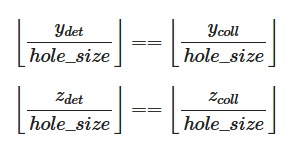 ⌊ y_det / hole_size ⌋ == ⌊ y_coll / hole_size ⌋
⌊ z_det / hole_size ⌋ == ⌊ z_coll / hole_size ⌋